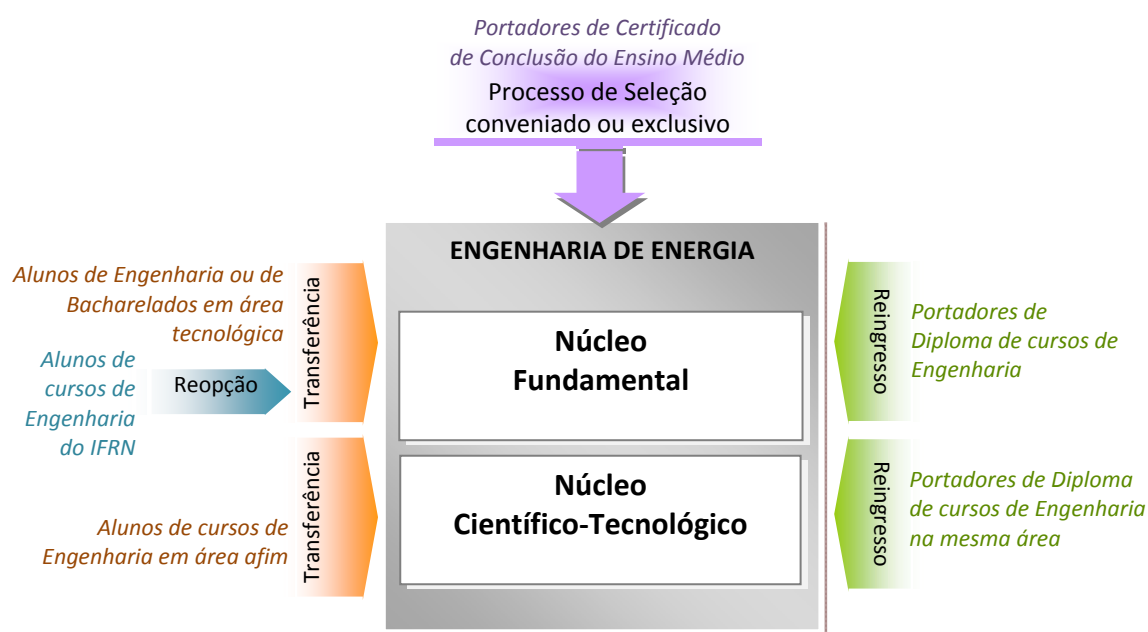 Portadores de Certificado
de Conclusão do Ensino Médio
Processo de Seleção
conveniado ou exclusivo
ENGENHARIA DE ENERGIA
Alunos de Engenharia ou de
Bacharelados em área
tecnológica
Transferência
Alunos de
cursos de
Engenharia
do IFRN
Reopção
Núcleo
Fundamental
Reingresso
Portadores de
Diploma de cursos de
Engenharia
Alunos de cursos de
Engenharia em área afim
Transferência
Núcleo
Científico-Tecnológico
Reingresso
Portadores de Diploma
de cursos de Engenharia
na mesma área